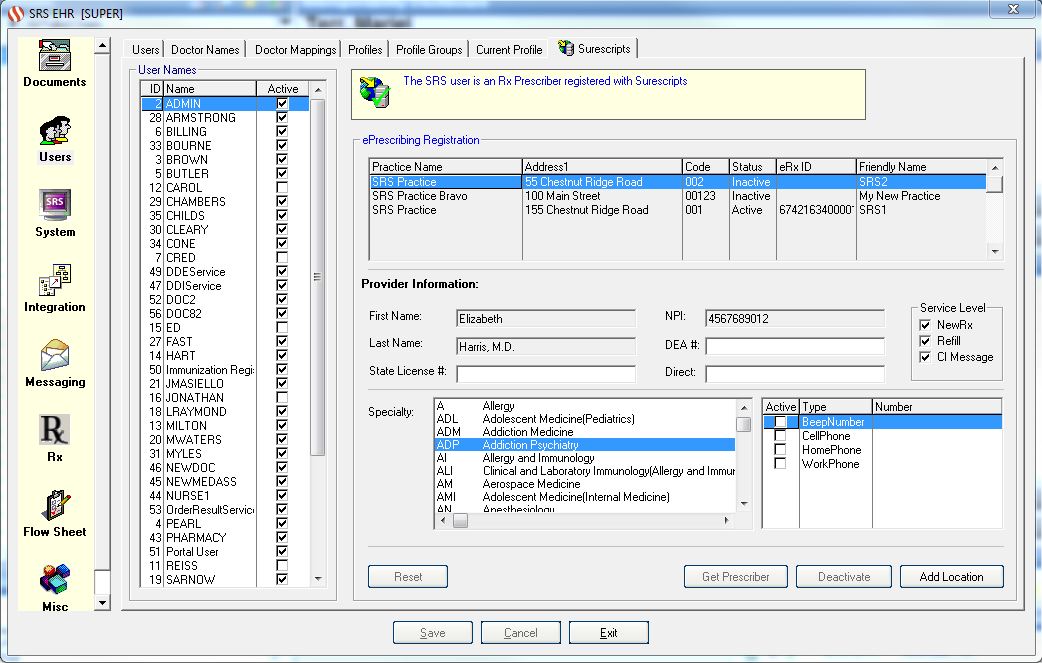 SRS EHR [SUPER]
Documents
Users
SRS
System
Integration
Messaging
Rx
Rx
Flow Sheet
Misc
Users Doctor Names Doctor Mappings Profiles Profile Groups Current Profile Surescripts
User Names
ID Name Active
2 ADMIN
28 ARMSTRONG
6 BILLING
33 BOURNE
3 BROWN
5 BUTLER
12 CAROL
29 CHAMBERS
35 CHILDS
30 CLEARY
34 CONE
7 CRED
49 DDEService
47 DDIService
52 DOC2
56 DOC82
15 ED
27 FAST
14 HART
50 Immunization Regi
21 JMASIELLO
16 JONATHAN
18 LRAYMOND
13 MILTON
20 MWATERS
31 MYLES
46 NEWDOC
45 NEWMEDASS
44 NURSE1
53 OrderResultService
4 PEARL
43 PHARMACY
51 Portal User
11 REISS
19 SARNOW
The SRS user is an Rx Prescriber registered with Surescripts
ePrescribing Registration
Practice Name Address1 Code Status eRx ID Friendly Name
SRS Practice 55 Chestnut Ridge Road 002 Inactive SRS2
SRS Practice Bravo 100 Main Street 00123 Inactive My New Practice
SRS Practice 155 Chestnut Ridge Road 001 Active 674216340000 SRS1
Provider Information:
First Name: Elizabeth NPI: 4567689012
Last Name: Harris, M.D. DEA #:
State License #: Direct:
Service Level
NewRx
Refill
CI Message
Specialty:
A Allergy
ADL Adolescent Medicine(Pediatrics)
ADM Addiction Medicine
ADP Addiction Psychiatry
AI Allergy and Immunology
ALI Clinical and Laboratory Immunology(Allergy and Immur
AM Aerospace Medicine
AMI Adolescent Medicine(Internal Medicine)
AN Anesthesiology
Active Type Number
BeepNumber
CellPhone
HomePhone
WorkPhone
Reset Get Prescriber Deactivate Add Location
Save Cancel Exit